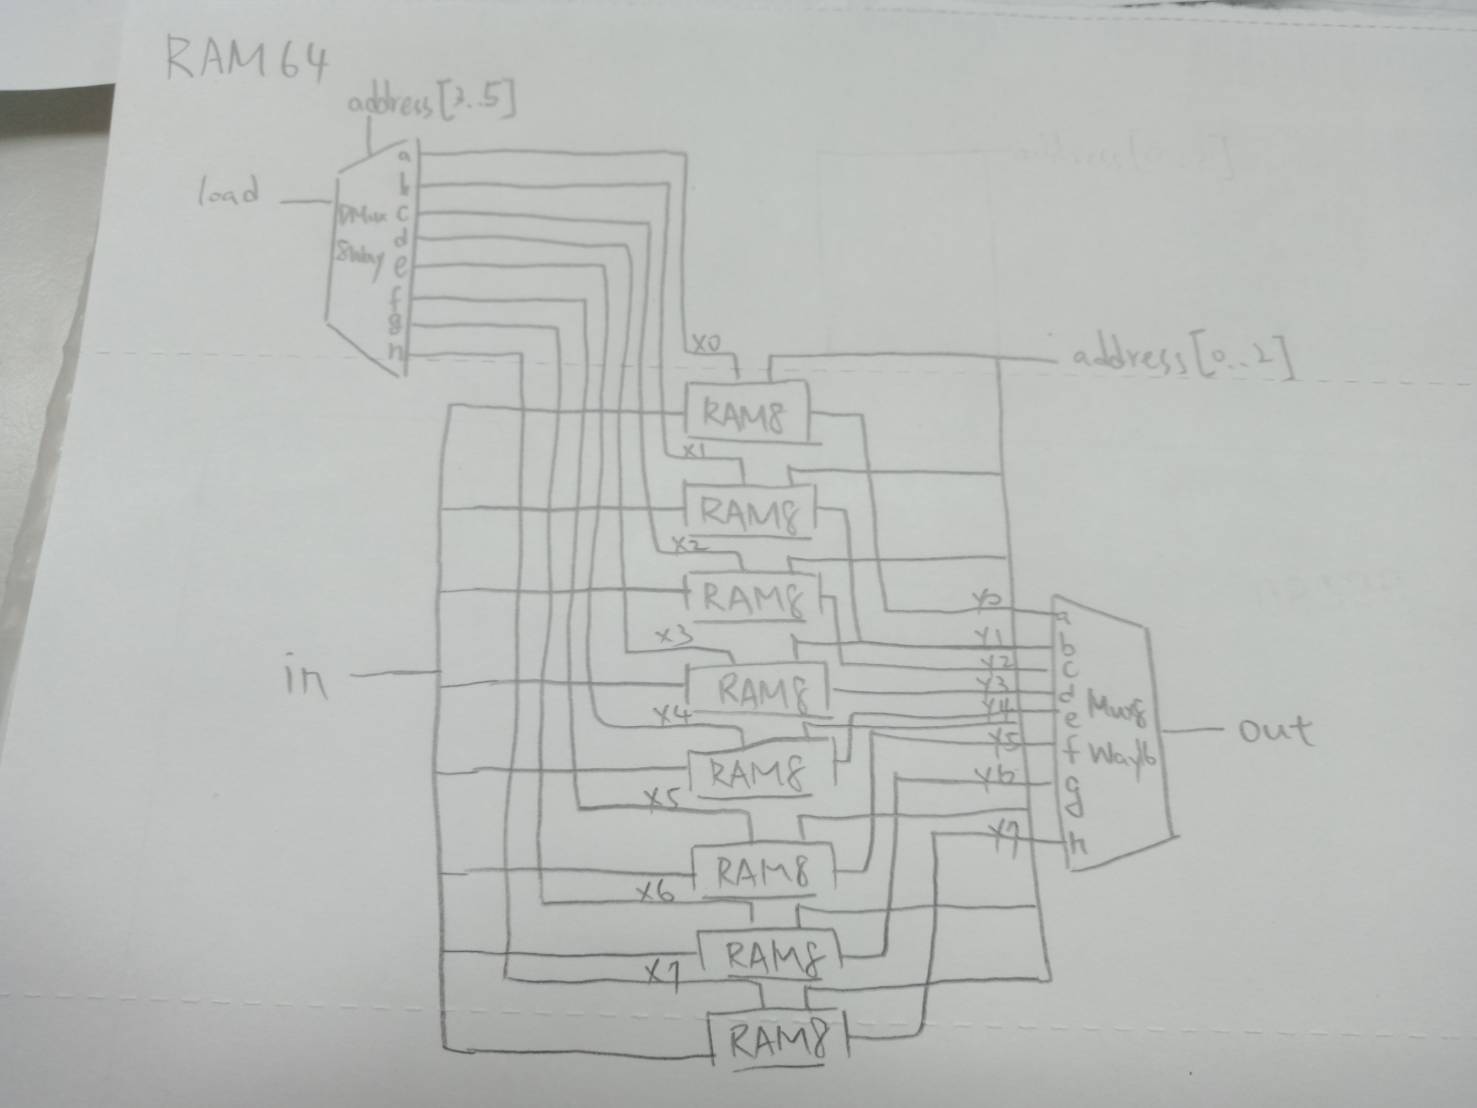 RAM64
address[3..5]
load
DMux
8Way
a
b
c
d
e
f
g
h
X0
address[0..2]
RAM8
X1
RAM8
X2
RAM8
X3
RAM8
X4
RAM8
X5
RAM8
X6
RAM8
X7
RAM8
in
Y0
Y1
Y2
Y3
Y4
Y5
Y6
Y7
a
b
c
d
e
f
g
h
Mux8
Way16
out